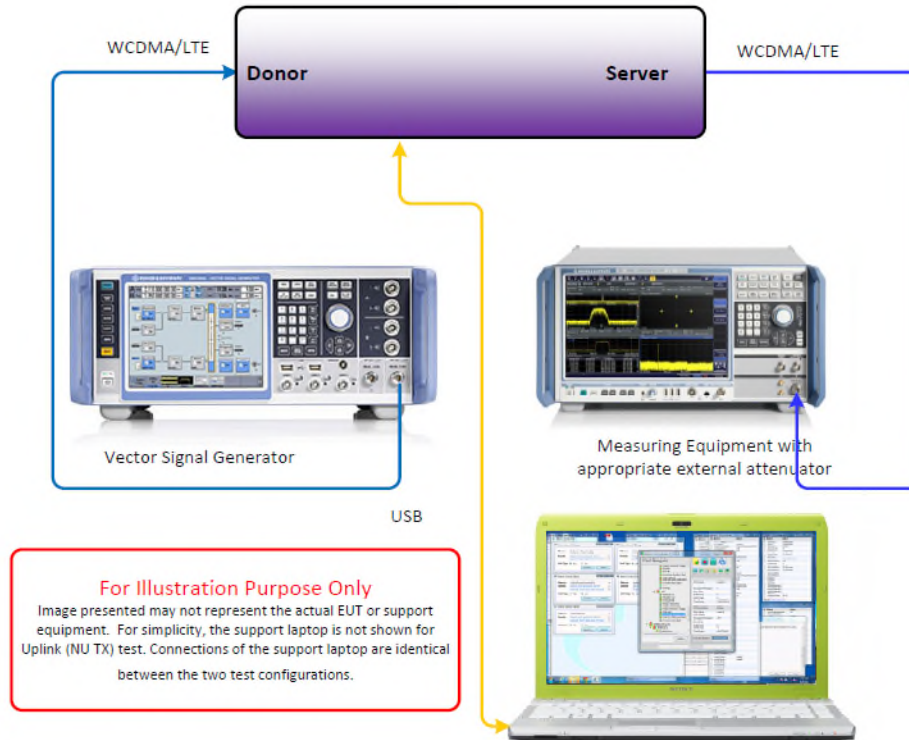 WCDMA/LTE
WCDMA/LTE
Donor
Server
Vector Signal Generator
Measuring Equipment with
appropriate external attenuator
USB
For Illustration Purpose Only
Image presented may not represent the actual EUT or support
equipment. For simplicity, the support laptop is not shown for
Uplink (NU TX) test. Connections of the support laptop are identical
between the two test configurations.
SONY